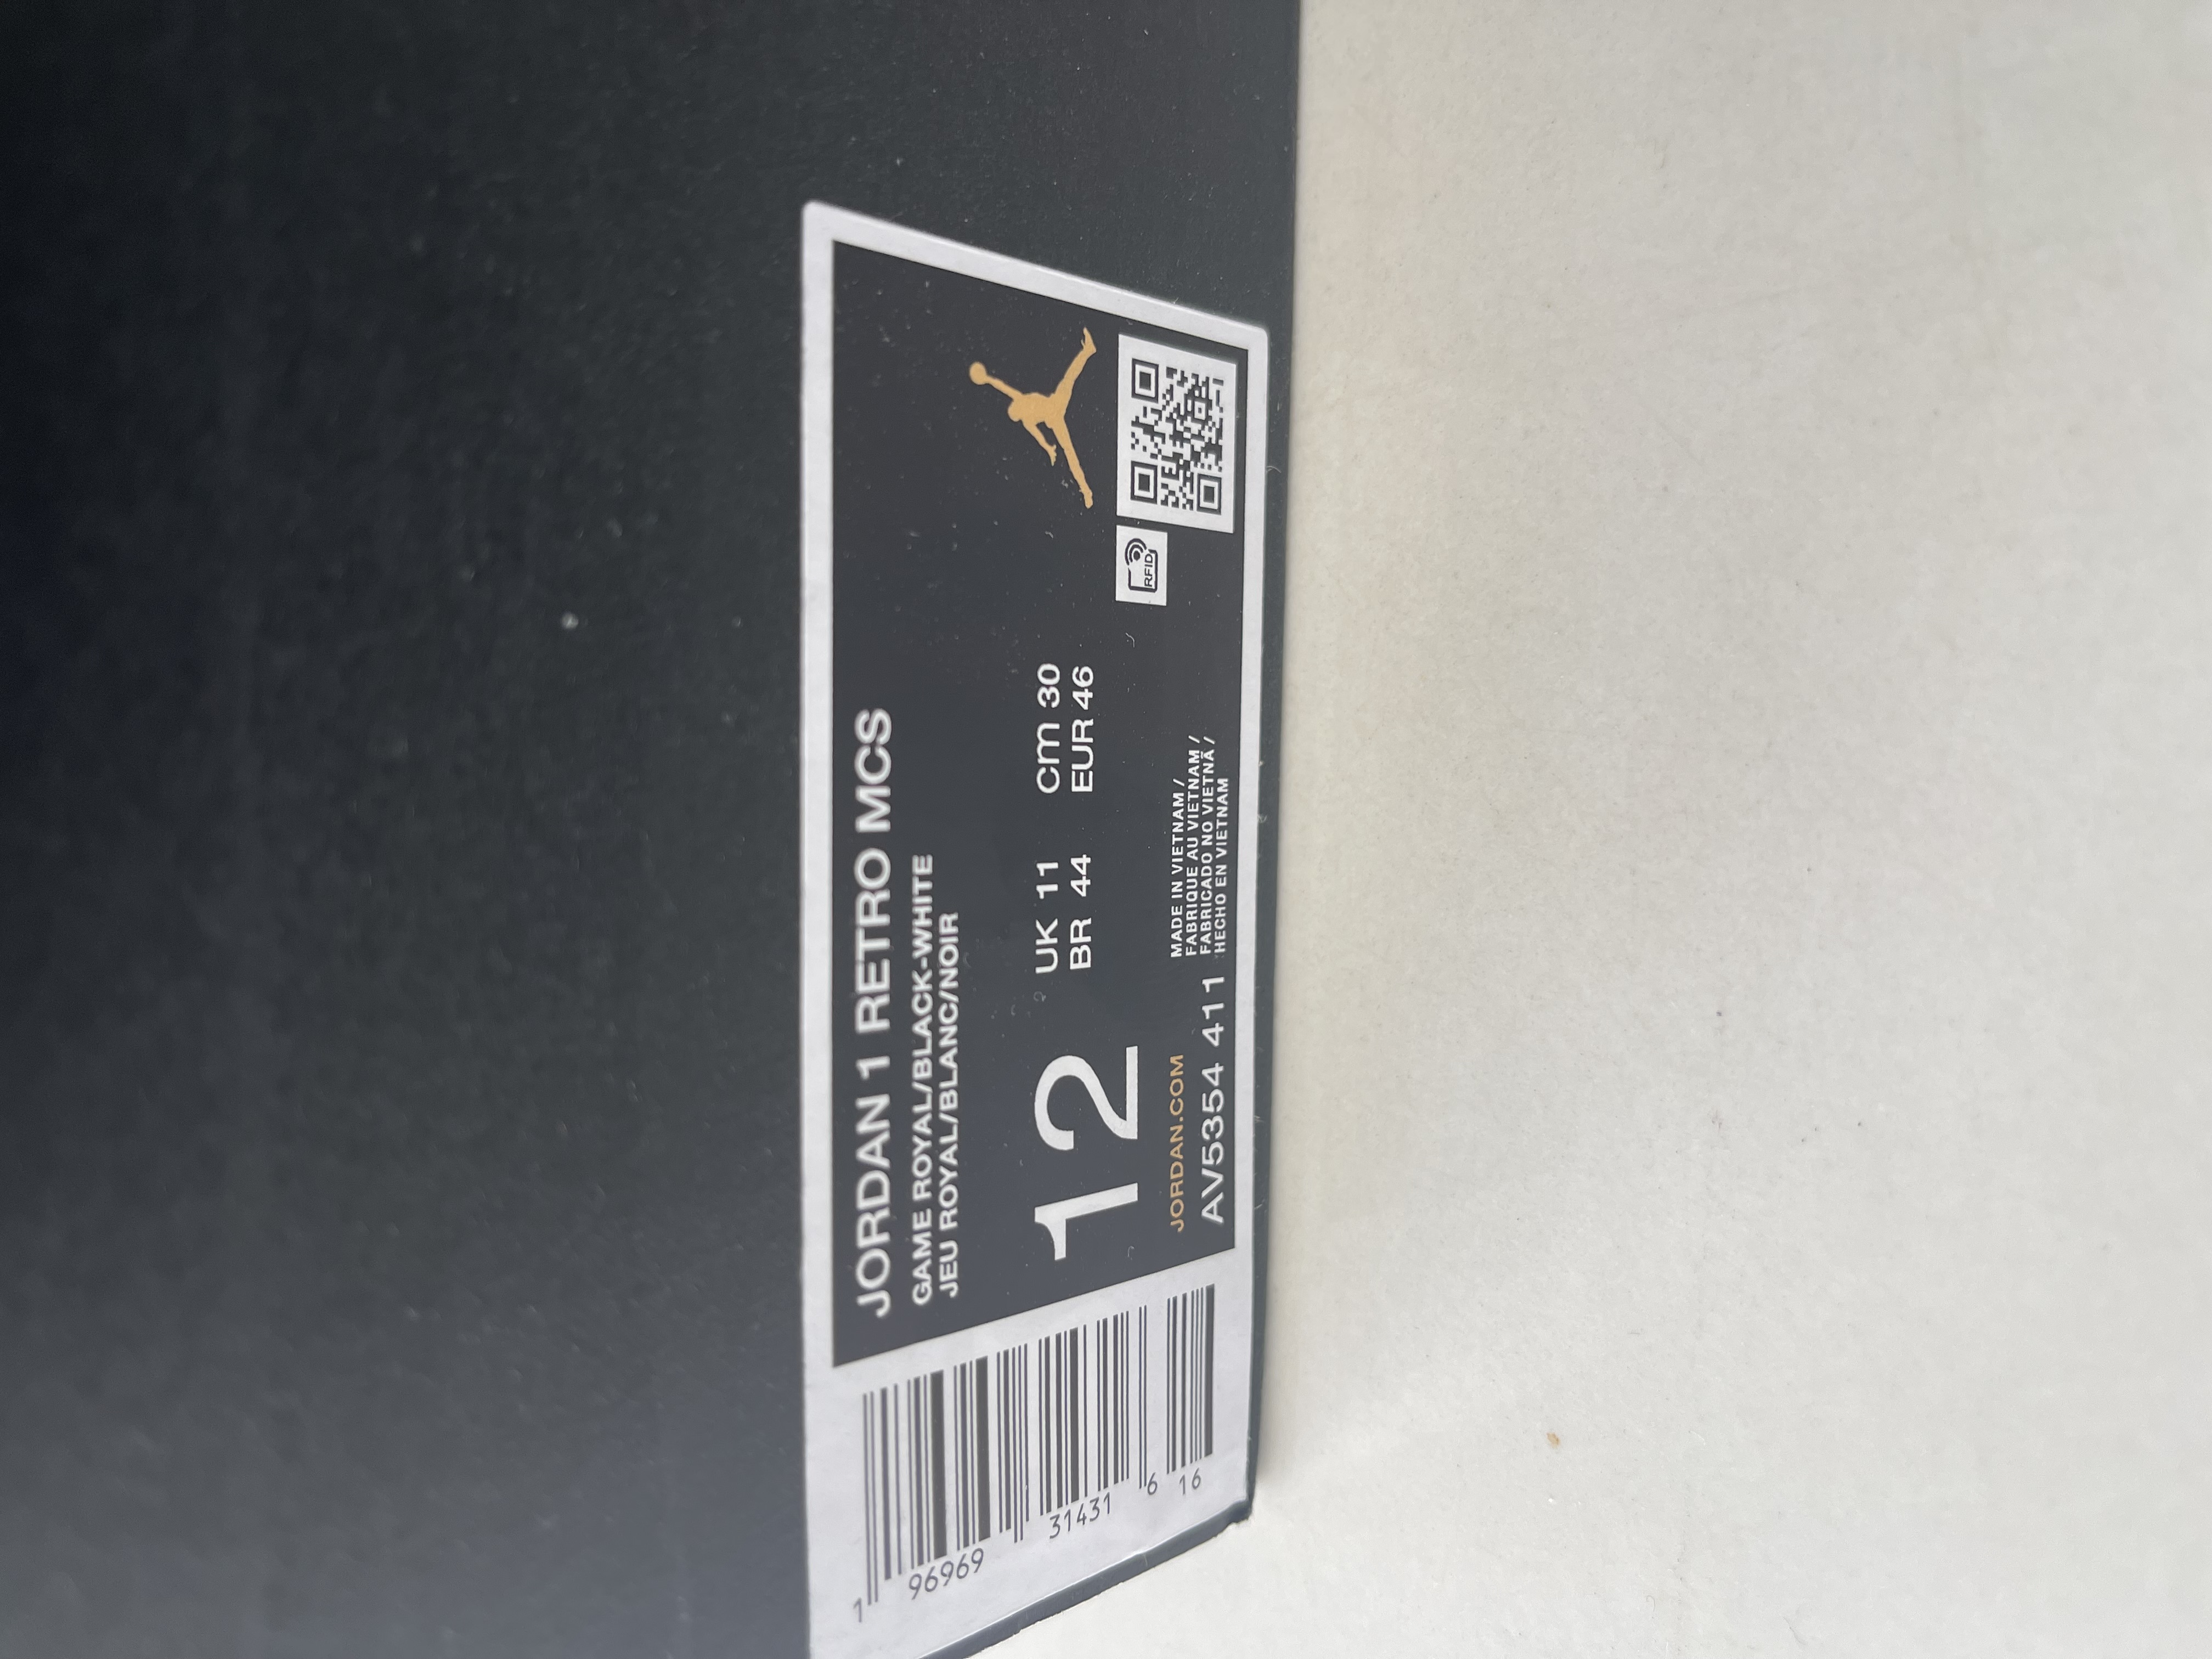 JORDAN 1 RETRO MCS
GAME ROYAL/BLACK-WHITE
JEU ROYAL/BLANC/NOIR
12
UK 11 cm 30
BR 44 EUR 46
RFID
JORDAN.COM
AV5354 411
MADE IN VIETNAM /
FABRIQUE AU VIETNAM /
FABRICADO NO VIETNÃ /
HECHO EN VIETNAM
1 96969 31431 6 16